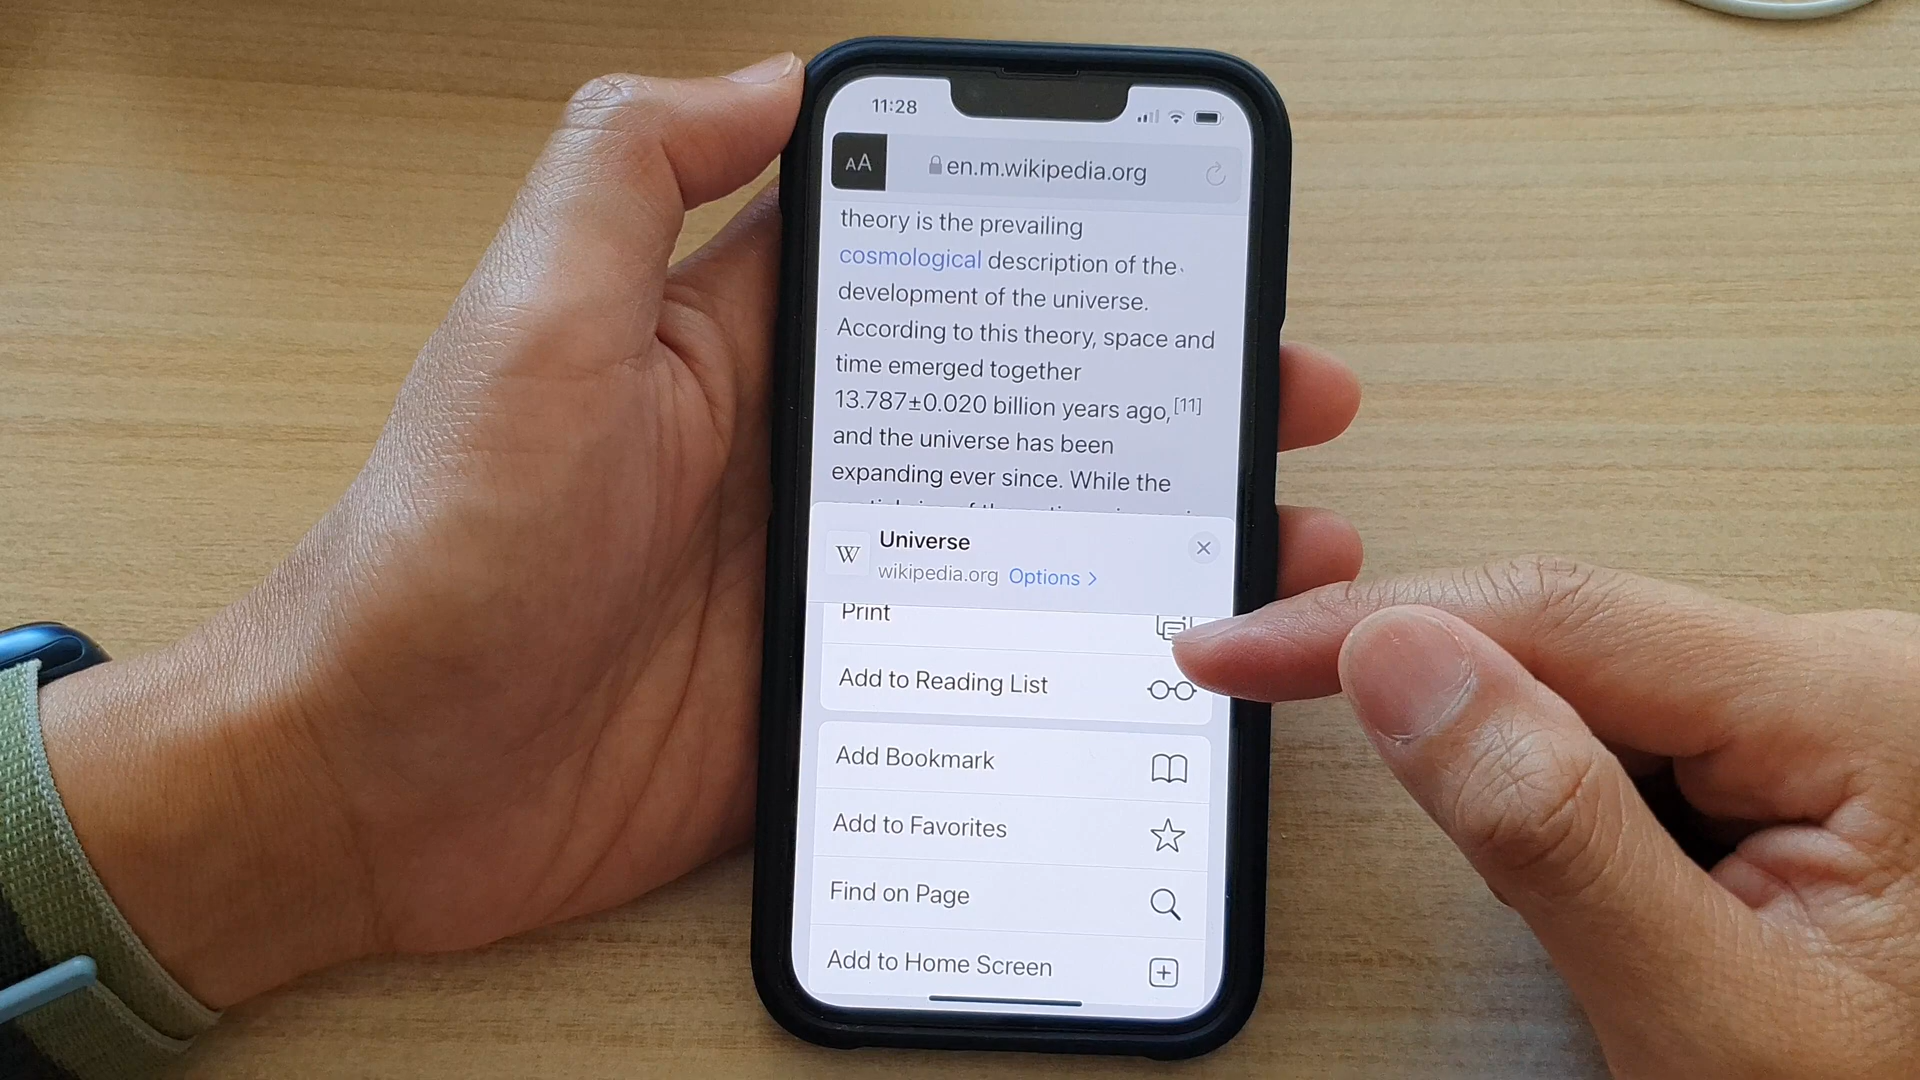 11:28
AA en.m.wikipedia.org
theory is the prevailing
cosmological description of the
development of the universe.
According to this theory, space and
time emerged together
13.787±0.020 billion years ago,[11]
and the universe has been
expanding ever since. While the
W Universe
wikipedia.org Options >
Print
Add to Reading List
Add Bookmark
Add to Favorites
Find on Page
Add to Home Screen